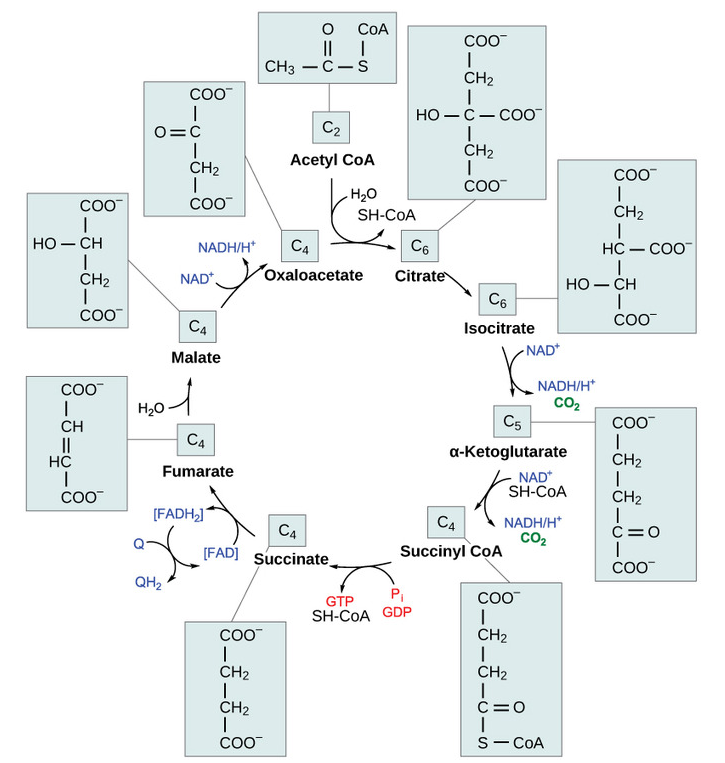 O CoA
CH₃ — C — S
C₂
Acetyl CoA
H₂O
SH-CoA
COO⁻
CH₂
HO — C — COO⁻
CH₂
COO⁻
C₆
Citrate
COO⁻
CH₂
HC — COO⁻
HO — CH
COO⁻
C₆
Isocitrate
NAD⁺
NADH/H⁺
CO₂
C₅
α-Ketoglutarate
COO⁻
CH₂
CH₂
C = O
COO⁻
NAD⁺
SH-CoA
NADH/H⁺
CO₂
C₄
Succinyl CoA
COO⁻
CH₂
CH₂
C = O
S — CoA
Pᵢ
GDP
GTP
SH-CoA
C₄
Succinate
COO⁻
CH₂
CH₂
COO⁻
[FADH₂]
[FAD]
Q
QH₂
C₄
Fumarate
COO⁻
CH
HC
COO⁻
H₂O
C₄
Malate
COO⁻
HO — CH
CH₂
COO⁻
NAD⁺
NADH/H⁺
C₄
Oxaloacetate
COO⁻
O = C
CH₂
COO⁻